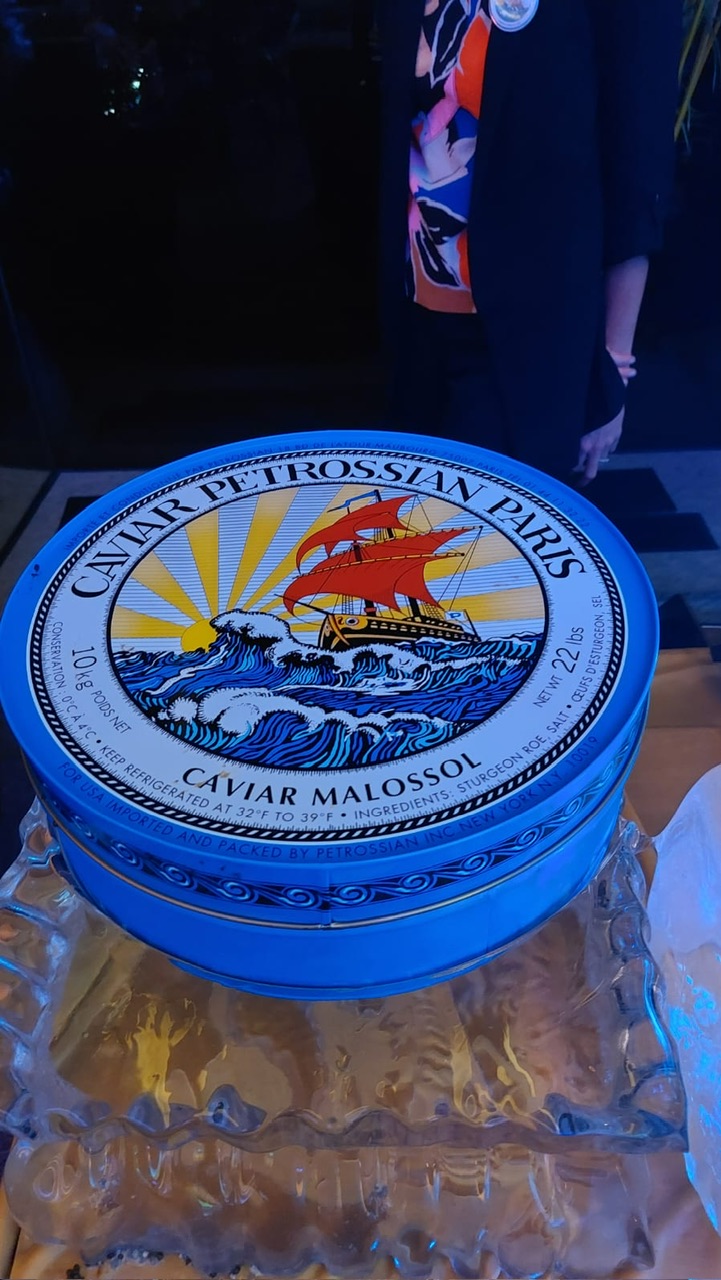 CAVIAR PETROSSIAN PARIS
10 kg POIDS NET
NET WT 22 lbs
CAVIAR MALOSSOL
CONSERVATION : 0°C À 4°C • KEEP REFRIGERATED AT 32°F TO 39°F • INGREDIENTS: STURGEON ROE, SALT • ŒUFS D'ESTURGEON SEL
FOR USA IMPORTED AND PACKED BY PETROSSIAN INC NEW YORK N.Y. 10019